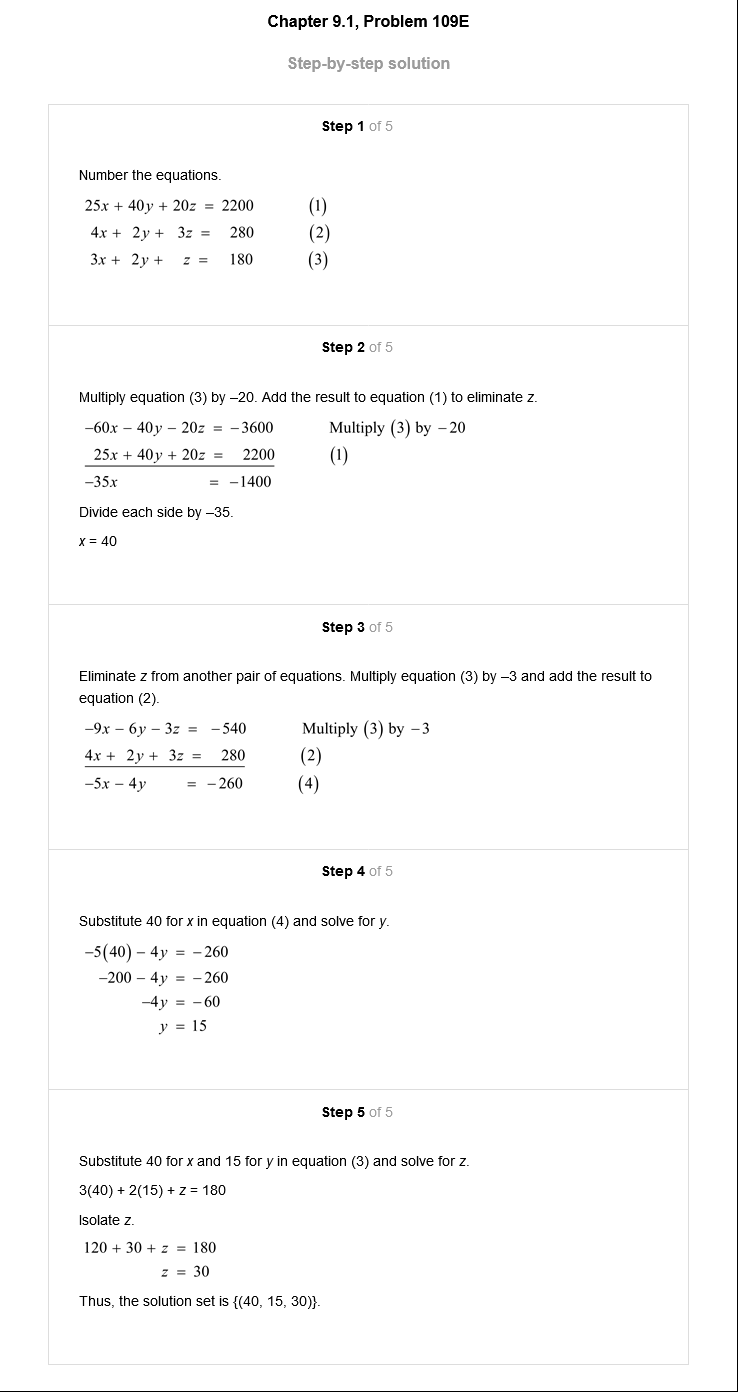 Chapter 9.1, Problem 109E
Step-by-step solution
Step 1 of 5
Number the equations.
25x + 40y + 20z = 2200 (1)
4x + 2y + 3z = 280 (2)
3x + 2y + z = 180 (3)
Step 2 of 5
Multiply equation (3) by –20. Add the result to equation (1) to eliminate z.
−60x − 40y − 20z = −3600 Multiply (3) by −20
25x + 40y + 20z = 2200 (1)
−35x = −1400
Divide each side by –35.
x = 40
Step 3 of 5
Eliminate z from another pair of equations. Multiply equation (3) by –3 and add the result to
equation (2).
−9x − 6y − 3z = −540 Multiply (3) by −3
4x + 2y + 3z = 280 (2)
−5x − 4y = −260 (4)
Step 4 of 5
Substitute 40 for x in equation (4) and solve for y.
−5(40) − 4y = −260
−200 − 4y = −260
−4y = −60
y = 15
Step 5 of 5
Substitute 40 for x and 15 for y in equation (3) and solve for z.
3(40) + 2(15) + z = 180
Isolate z.
120 + 30 + z = 180
z = 30
Thus, the solution set is {(40, 15, 30)}.